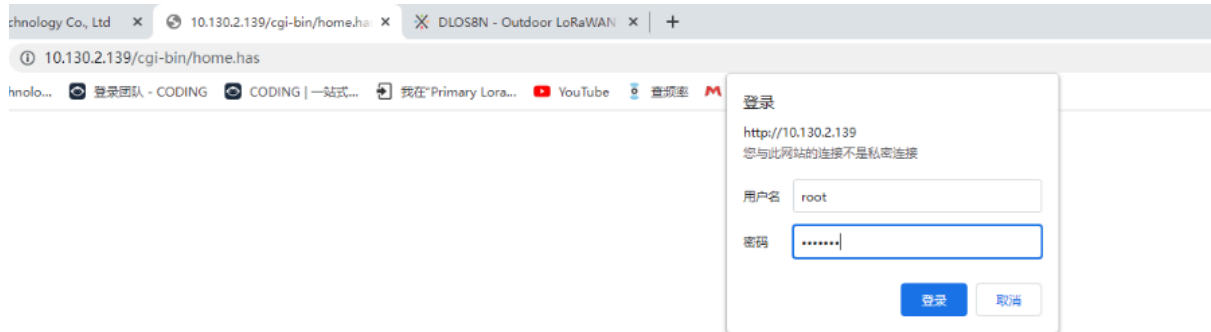 chnology Co., Ltd
10.130.2.139/cgi-bin/home.ha
DLOS8N - Outdoor LoRaWAN
10.130.2.139/cgi-bin/home.has
hnolo...
登录团队 - CODING
CODING | 一站式...
我在"Primary Lora...
YouTube
查频率
登录
http://10.130.2.139
您与此网站的连接不是私密连接
用户名 root
密码 •••••••
登录 取消